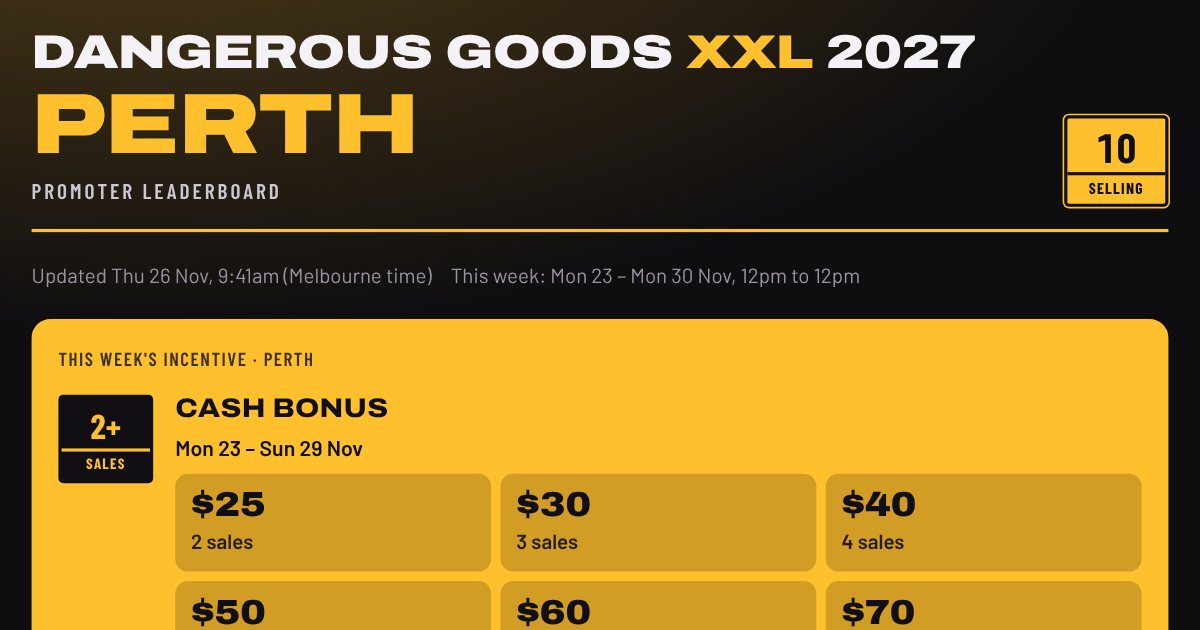 DANGEROUS GOODS XXL 2027
PERTH
PROMOTER LEADERBOARD
10
SELLING
Updated Thu 26 Nov, 9:41am (Melbourne time) This week: Mon 23 – Mon 30 Nov, 12pm to 12pm
THIS WEEK'S INCENTIVE · PERTH
2+
SALES
CASH BONUS
Mon 23 – Sun 29 Nov
$25
2 sales
$30
3 sales
$40
4 sales
$50
$60
$70